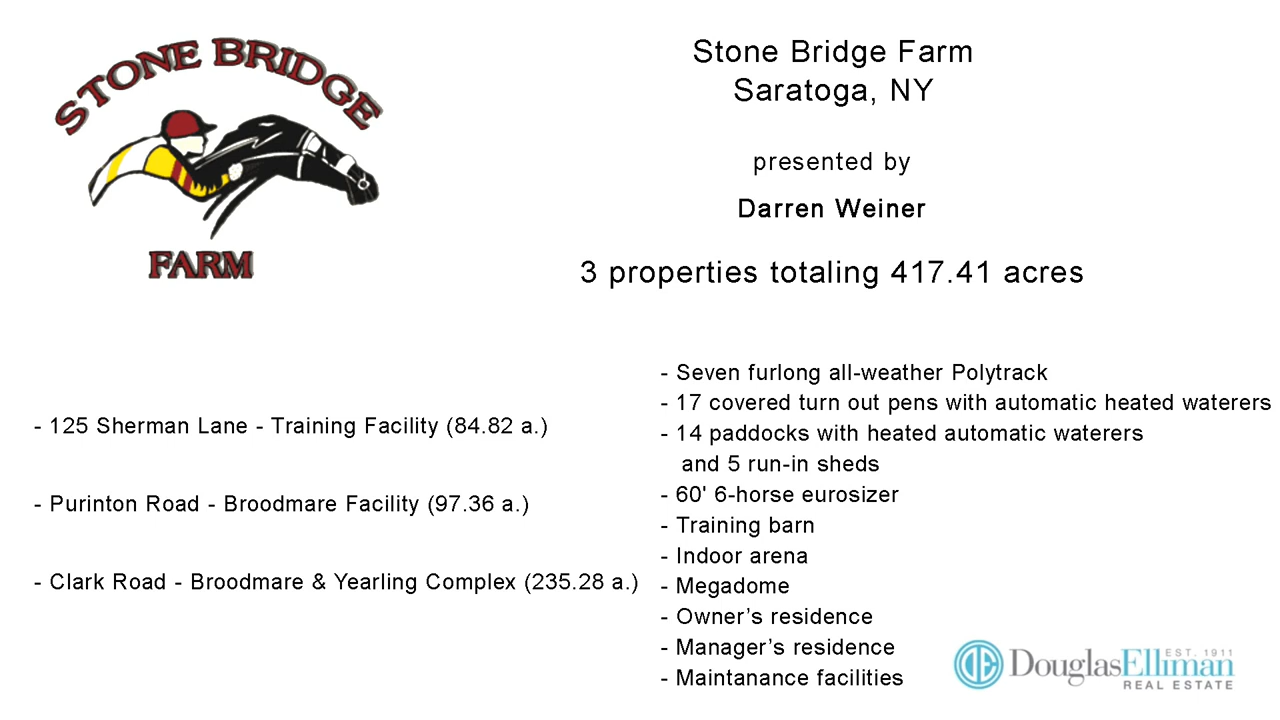 STONE BRIDGE
FARM
Stone Bridge Farm
Saratoga, NY
presented by
Darren Weiner
3 properties totaling 417.41 acres
- 125 Sherman Lane - Training Facility (84.82 a.)
- Purinton Road - Broodmare Facility (97.36 a.)
- Clark Road - Broodmare & Yearling Complex (235.28 a.)
- Seven furlong all-weather Polytrack
- 17 covered turn out pens with automatic heated waterers
- 14 paddocks with heated automatic waterers
and 5 run-in sheds
- 60' 6-horse eurosizer
- Training barn
- Indoor arena
- Megadome
- Owner’s residence
- Manager’s residence
- Maintanance facilities
DE
EST. 1911
DouglasElliman
REAL ESTATE